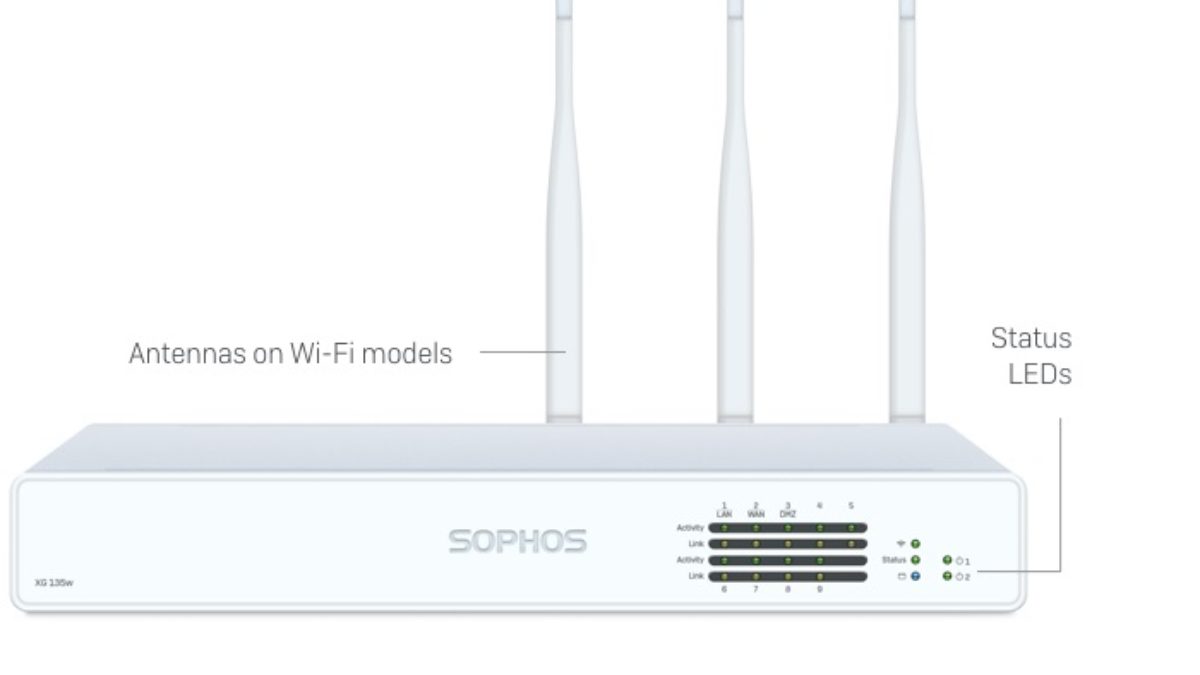 Status
LEDs
Antennas on Wi-Fi models
1 2 3 4 5
LAN WAN DMZ
Activity
Link
Activity
Link
6 7 8 9
Status
1
2
SOPHOS
XG 135w